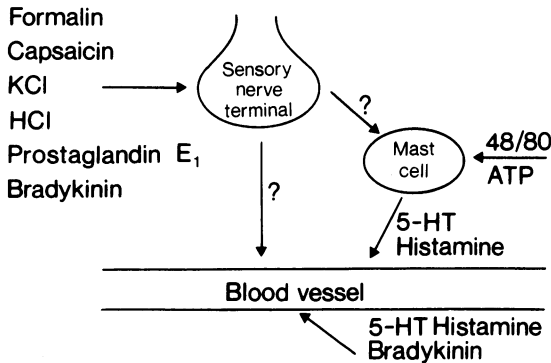 Formalin
Capsaicin
KCl
HCl
Prostaglandin E₁
Bradykinin
Sensory
nerve
terminal
?
?
Mast
cell
48/80
ATP
5-HT
Histamine
Blood vessel
5-HT Histamine
Bradykinin